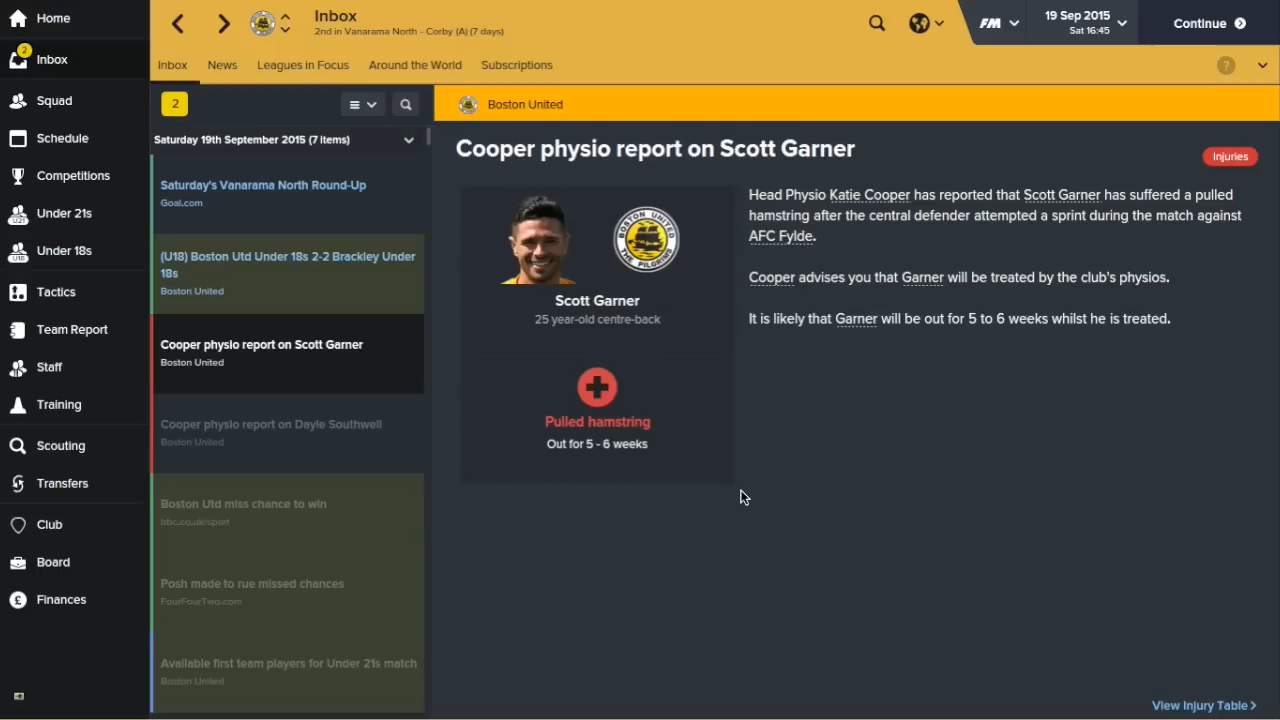 Home
2
Inbox
Squad
Schedule
Competitions
U21
Under 21s
U18
Under 18s
Tactics
Team Report
Staff
Training
Scouting
Transfers
Club
Board
£
Finances
Inbox
2nd in Vanarama North - Corby (A) (7 days)
FM
19 Sep 2015
Sat 16:45
Continue
Inbox
News
Leagues in Focus
Around the World
Subscriptions
?
2
Saturday 19th September 2015 (7 items)
Saturday's Vanarama North Round-Up
Goal.com
(U18) Boston Utd Under 18s 2-2 Brackley Under
18s
Boston United
Cooper physio report on Scott Garner
Boston United
Cooper physio report on Dayle Southwell
Boston United
Boston Utd miss chance to win
bbc.co.uk/sport
Posh made to rue missed chances
FourFourTwo.com
Available first team players for Under 21s match
Boston United
Boston United
Cooper physio report on Scott Garner
Injuries
BOSTON UNITED
THE PILGRIMS
Scott Garner
25 year-old centre-back
Pulled hamstring
Out for 5 - 6 weeks
Head Physio Katie Cooper has reported that Scott Garner has suffered a pulled
hamstring after the central defender attempted a sprint during the match against
AFC Fylde.
Cooper advises you that Garner will be treated by the club's physios.
It is likely that Garner will be out for 5 to 6 weeks whilst he is treated.
View Injury Table